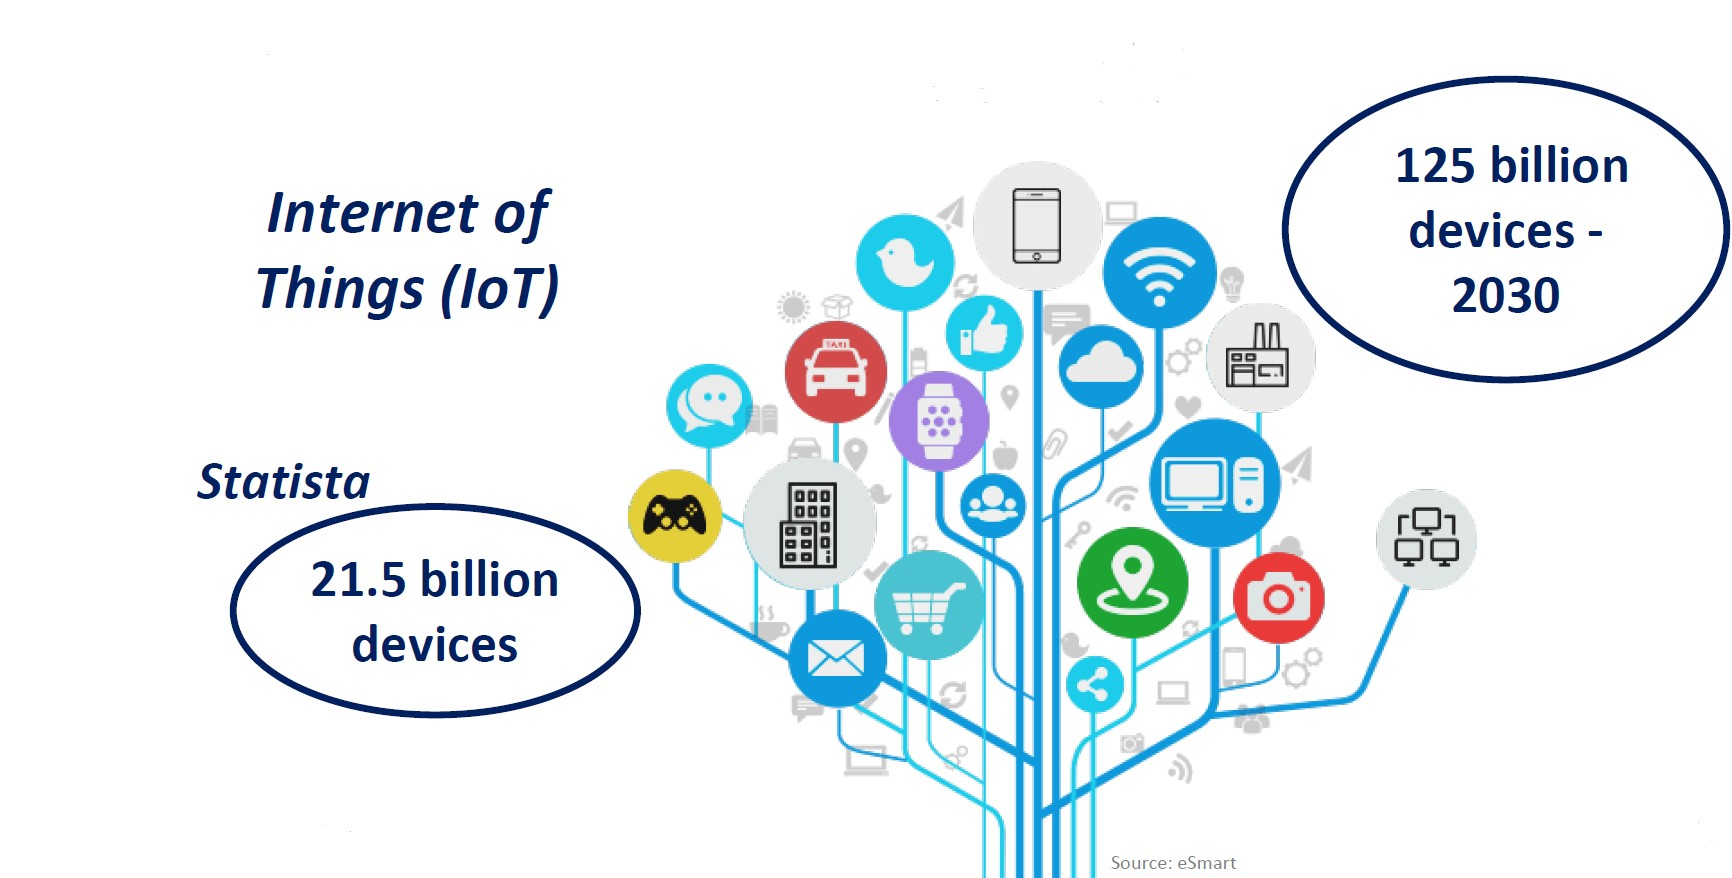 Internet of
Things (IoT)
125 billion
devices -
2030
TAXI
Statista
21.5 billion
devices
Source: eSmart